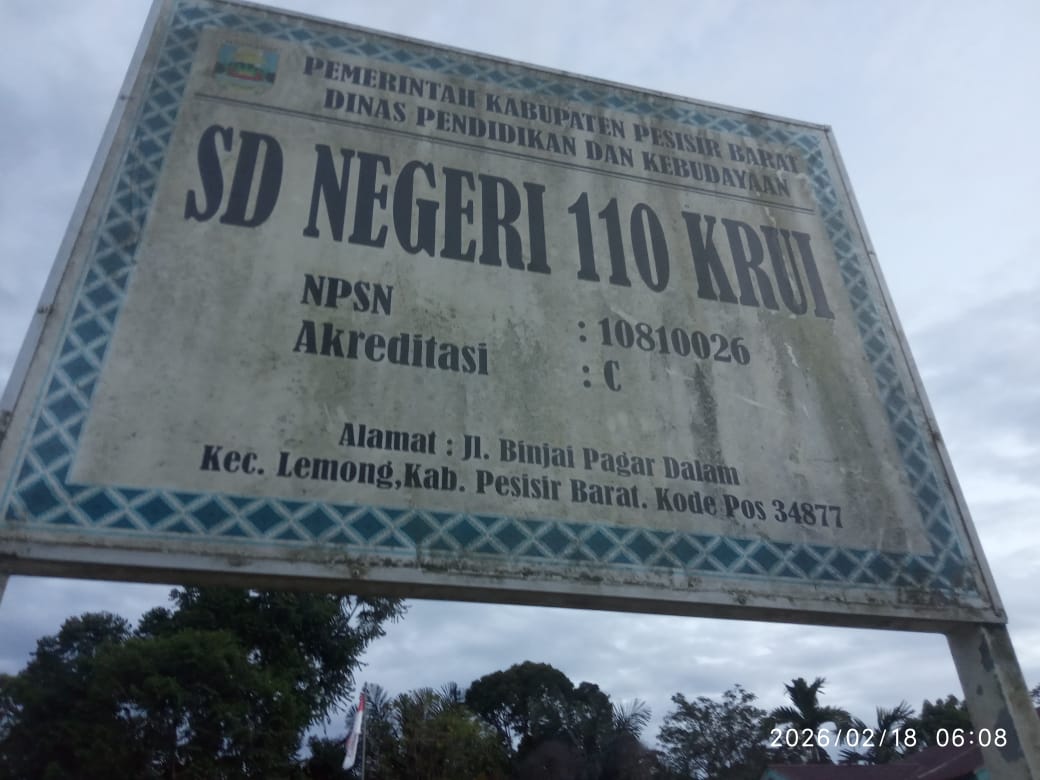 PEMERINTAH KABUPATEN PESISIR BARAT
DINAS PENDIDIKAN DAN KEBUDAYAAN
SD NEGERI 110 KRUI
NPSN : 10810026
Akreditasi : C
Alamat : Jl. Binjai Pagar Dalam
Kec. Lemong,Kab. Pesisir Barat. Kode Pos 34877
2026/02/18 06:08